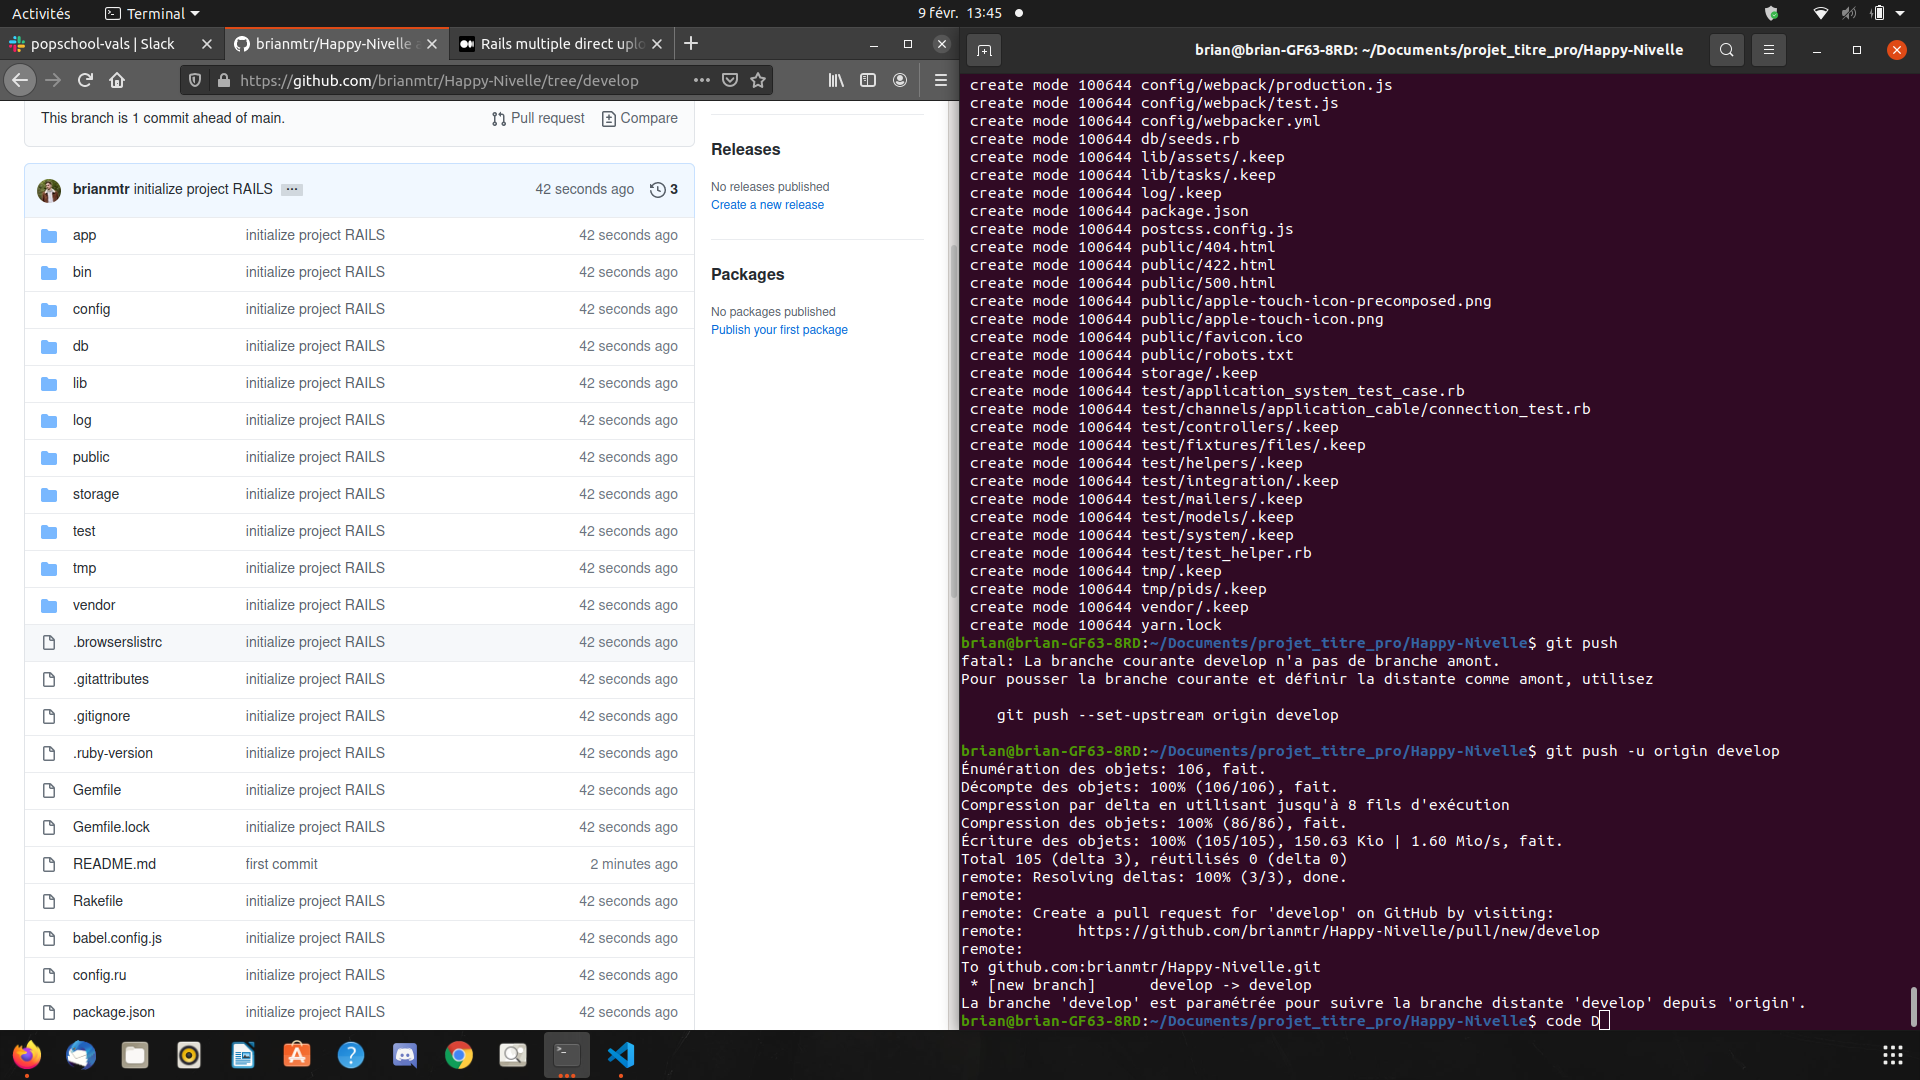 Activités
Terminal
9 févr. 13:45
popschool-vals | Slack
brianmtr/Happy-Nivelle a
Rails multiple direct uplo
https://github.com/brianmtr/Happy-Nivelle/tree/develop
This branch is 1 commit ahead of main.
Pull request
Compare
brianmtr initialize project RAILS
42 seconds ago
3
app initialize project RAILS 42 seconds ago
bin initialize project RAILS 42 seconds ago
config initialize project RAILS 42 seconds ago
db initialize project RAILS 42 seconds ago
lib initialize project RAILS 42 seconds ago
log initialize project RAILS 42 seconds ago
public initialize project RAILS 42 seconds ago
storage initialize project RAILS 42 seconds ago
test initialize project RAILS 42 seconds ago
tmp initialize project RAILS 42 seconds ago
vendor initialize project RAILS 42 seconds ago
.browserslistrc initialize project RAILS 42 seconds ago
.gitattributes initialize project RAILS 42 seconds ago
.gitignore initialize project RAILS 42 seconds ago
.ruby-version initialize project RAILS 42 seconds ago
Gemfile initialize project RAILS 42 seconds ago
Gemfile.lock initialize project RAILS 42 seconds ago
README.md first commit 2 minutes ago
Rakefile initialize project RAILS 42 seconds ago
babel.config.js initialize project RAILS 42 seconds ago
config.ru initialize project RAILS 42 seconds ago
package.json initialize project RAILS 42 seconds ago
Releases
No releases published
Create a new release
Packages
No packages published
Publish your first package
brian@brian-GF63-8RD: ~/Documents/projet_titre_pro/Happy-Nivelle
create mode 100644 config/webpack/production.js
create mode 100644 config/webpack/test.js
create mode 100644 config/webpacker.yml
create mode 100644 db/seeds.rb
create mode 100644 lib/assets/.keep
create mode 100644 lib/tasks/.keep
create mode 100644 log/.keep
create mode 100644 package.json
create mode 100644 postcss.config.js
create mode 100644 public/404.html
create mode 100644 public/422.html
create mode 100644 public/500.html
create mode 100644 public/apple-touch-icon-precomposed.png
create mode 100644 public/apple-touch-icon.png
create mode 100644 public/favicon.ico
create mode 100644 public/robots.txt
create mode 100644 storage/.keep
create mode 100644 test/application_system_test_case.rb
create mode 100644 test/channels/application_cable/connection_test.rb
create mode 100644 test/controllers/.keep
create mode 100644 test/fixtures/files/.keep
create mode 100644 test/helpers/.keep
create mode 100644 test/integration/.keep
create mode 100644 test/mailers/.keep
create mode 100644 test/models/.keep
create mode 100644 test/system/.keep
create mode 100644 test/test_helper.rb
create mode 100644 tmp/.keep
create mode 100644 tmp/pids/.keep
create mode 100644 vendor/.keep
create mode 100644 yarn.lock
brian@brian-GF63-8RD:~/Documents/projet_titre_pro/Happy-Nivelle$ git push
fatal: La branche courante develop n'a pas de branche amont.
Pour pousser la branche courante et définir la distante comme amont, utilisez
git push --set-upstream origin develop
brian@brian-GF63-8RD:~/Documents/projet_titre_pro/Happy-Nivelle$ git push -u origin develop
Énumération des objets: 106, fait.
Décompte des objets: 100% (106/106), fait.
Compression par delta en utilisant jusqu'à 8 fils d'exécution
Compression des objets: 100% (86/86), fait.
Écriture des objets: 100% (105/105), 150.63 Kio | 1.60 Mio/s, fait.
Total 105 (delta 3), réutilisés 0 (delta 0)
remote: Resolving deltas: 100% (3/3), done.
remote:
remote: Create a pull request for 'develop' on GitHub by visiting:
remote: https://github.com/brianmtr/Happy-Nivelle/pull/new/develop
remote:
To github.com:brianmtr/Happy-Nivelle.git
* [new branch] develop -> develop
La branche 'develop' est paramétrée pour suivre la branche distante 'develop' depuis 'origin'.
brian@brian-GF63-8RD:~/Documents/projet_titre_pro/Happy-Nivelle$ code D